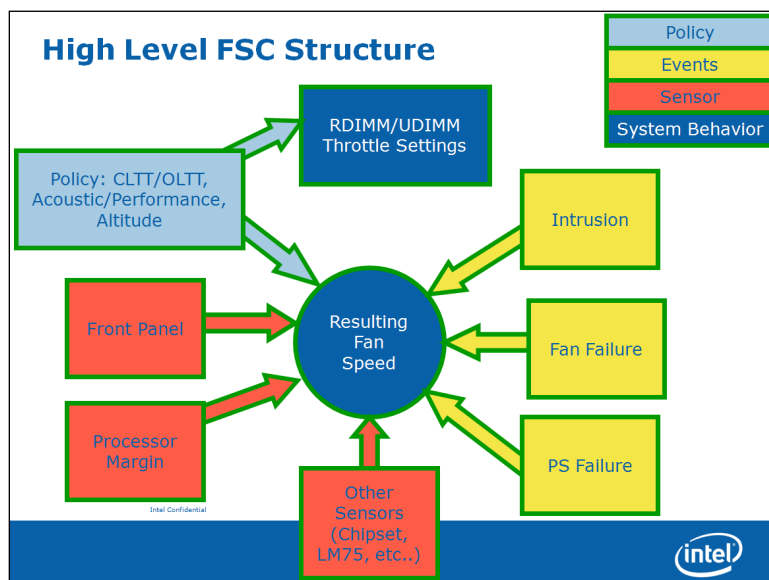 High Level FSC Structure
Policy
Events
Sensor
System Behavior
RDIMM/UDIMM
Throttle Settings
Policy: CLTT/OLTT,
Acoustic/Performance,
Altitude
Intrusion
Front Panel
Resulting
Fan
Speed
Fan Failure
Processor
Margin
PS Failure
Other
Sensors
(Chipset,
LM75, etc..)
Intel Confidential
intel